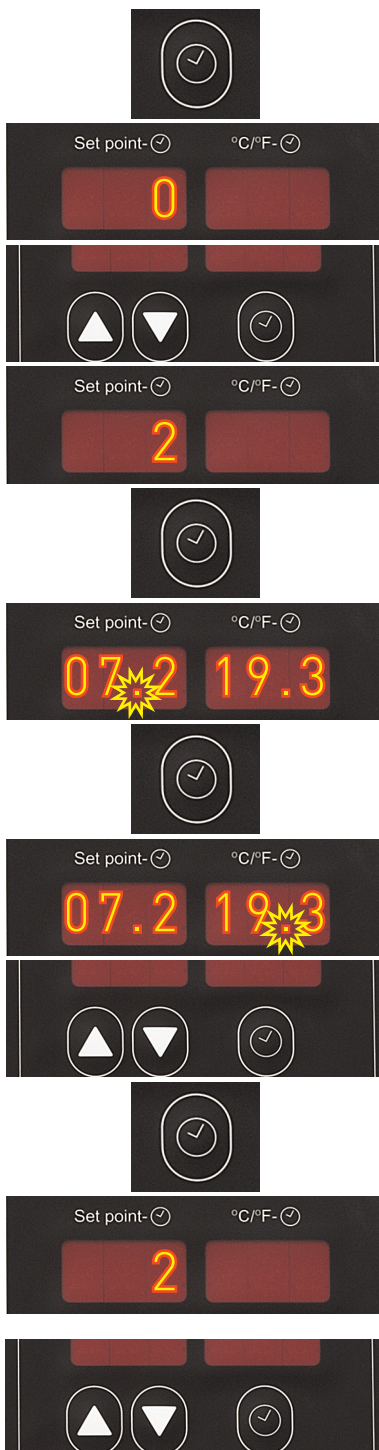 Set point- °C/°F-
0
Set point- °C/°F-
2
Set point- °C/°F-
07.2 19.3
Set point- °C/°F-
07.2 19.3
Set point- °C/°F-
2